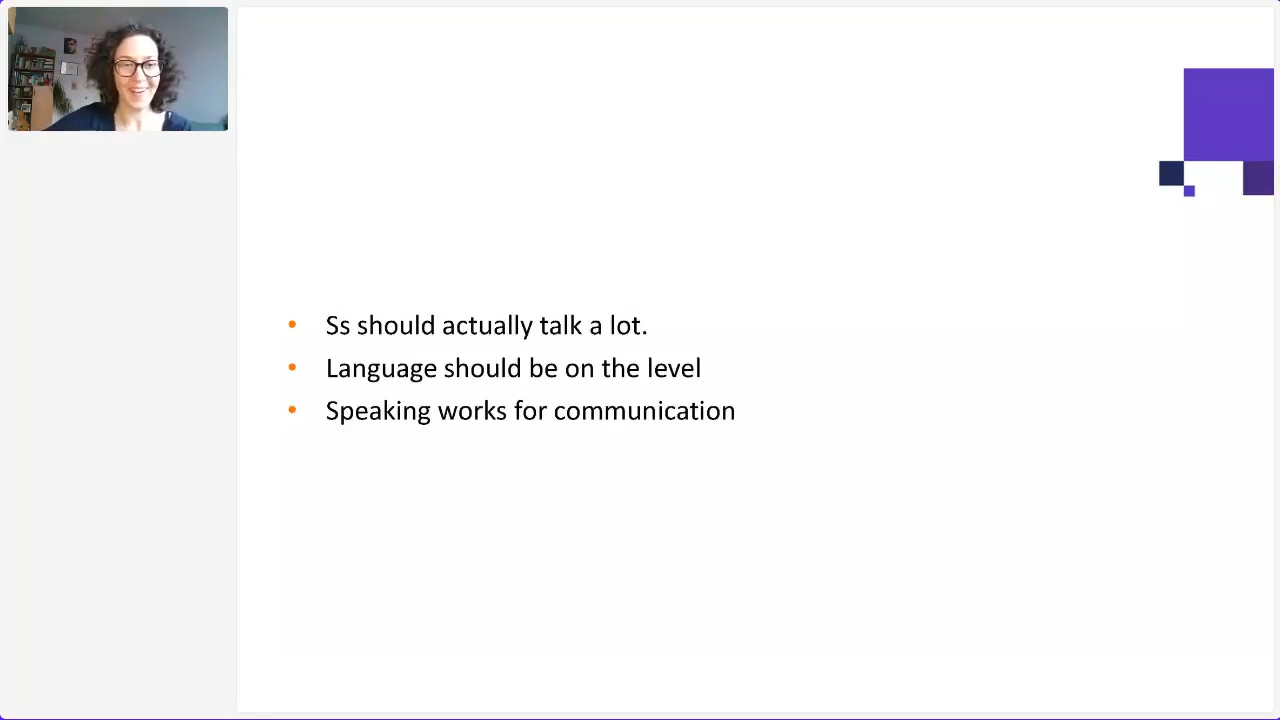 Ss should actually talk a lot.
Language should be on the level
Speaking works for communication